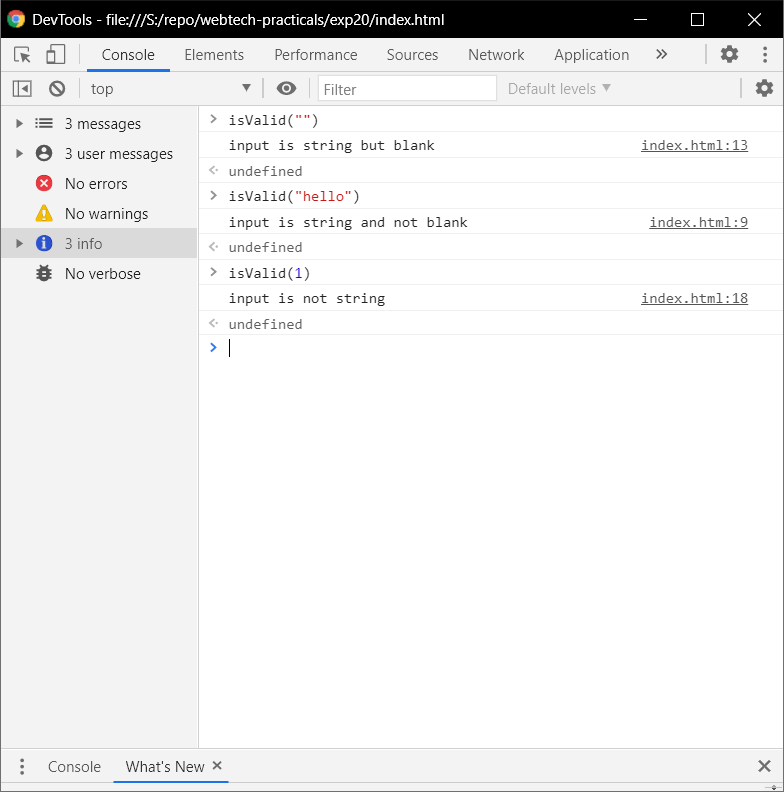 DevTools - file:///S:/repo/webtech-practicals/exp20/index.html
Console Elements Performance Sources Network Application »
top Filter Default levels
3 messages
3 user messages
No errors
No warnings
3 info
No verbose
> isValid("")
input is string but blank index.html:13
undefined
> isValid("hello")
input is string and not blank index.html:9
undefined
> isValid(1)
input is not string index.html:18
undefined
>
Console What's New